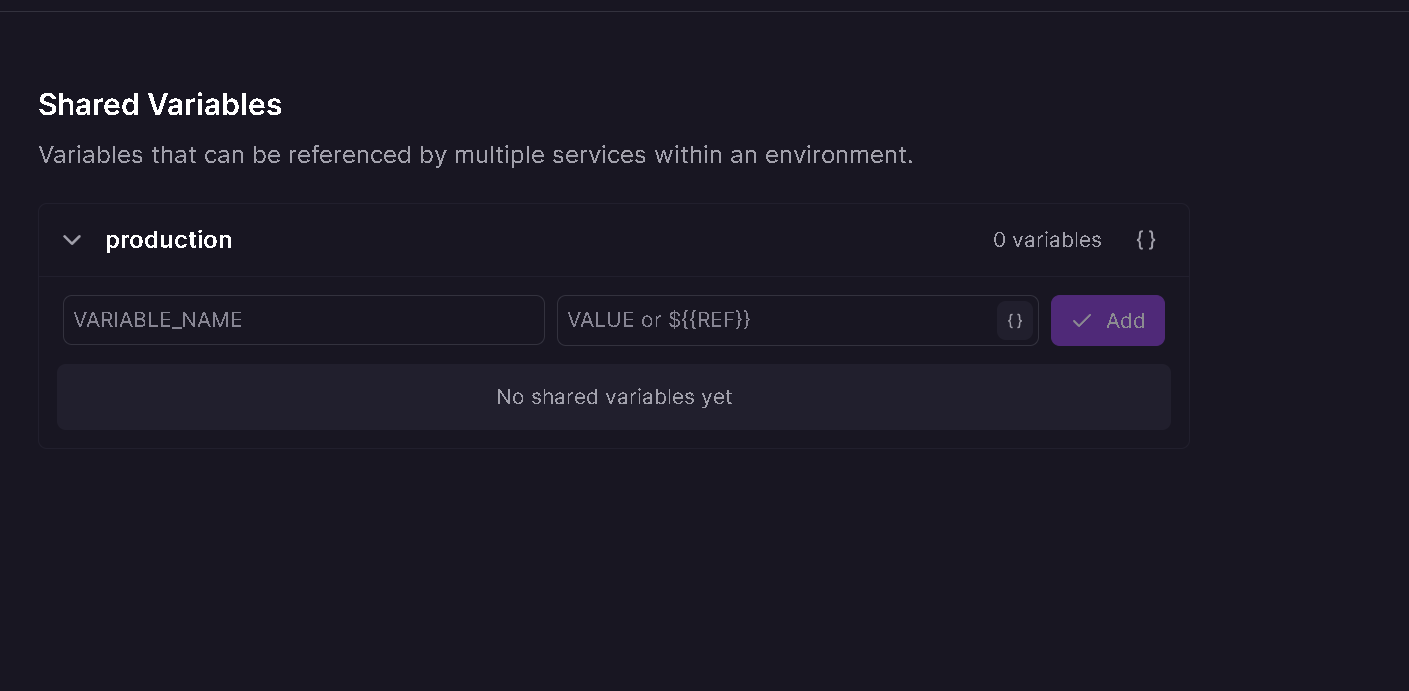 Shared Variables
Variables that can be referenced by multiple services within an environment.
production 0 variables {}
VARIABLE_NAME VALUE or ${{REF}} {} Add
No shared variables yet